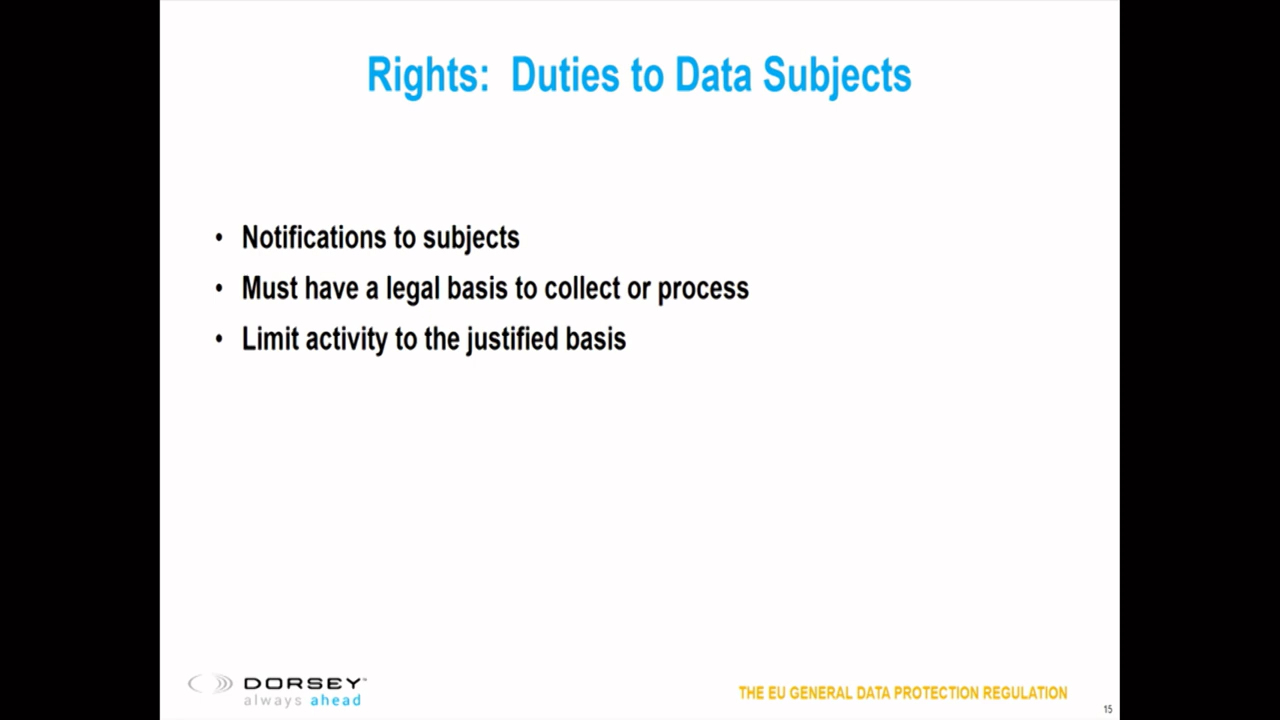 Rights:  Duties to Data Subjects
• Notifications to subjects
• Must have a legal basis to collect or process
• Limit activity to the justified basis
DORSEY™
always ahead
THE EU GENERAL DATA PROTECTION REGULATION
15